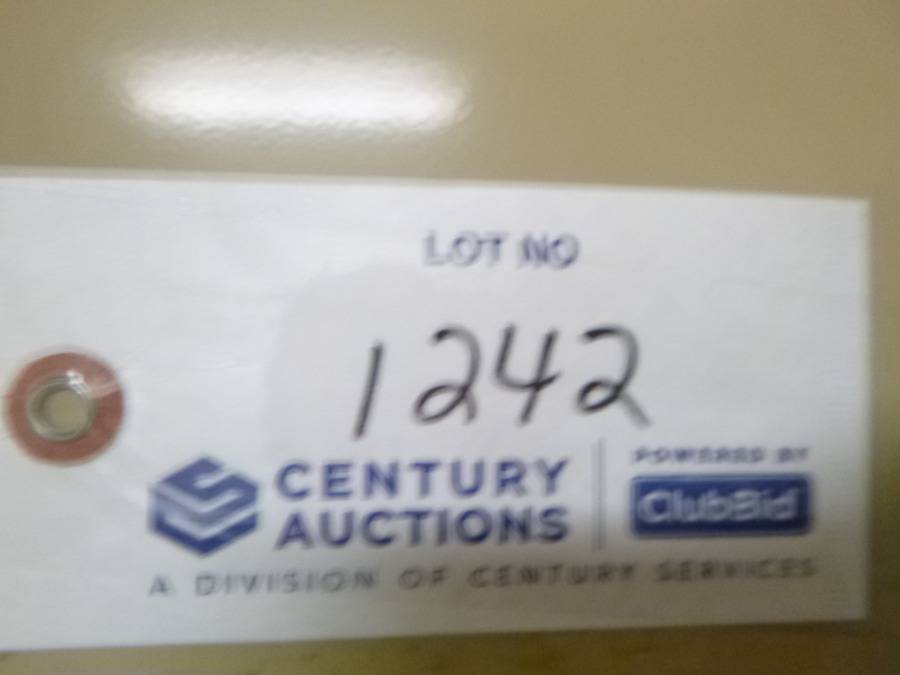 LOT NO
1242
CENTURY
AUCTIONS
POWERED BY
ClubBid
A DIVISION OF CENTURY SERVICES